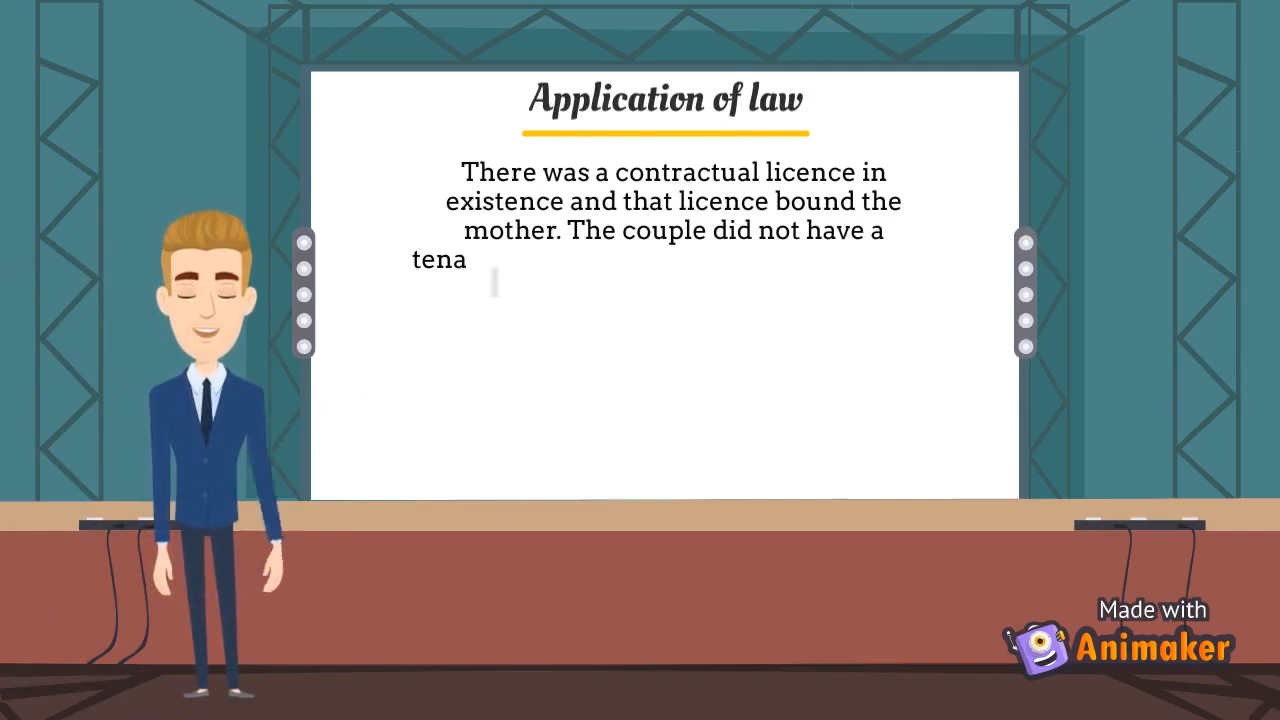 Application of law
There was a contractual licence in
existence and that licence bound the
mother. The couple did not have a
tena
Made with
Animaker